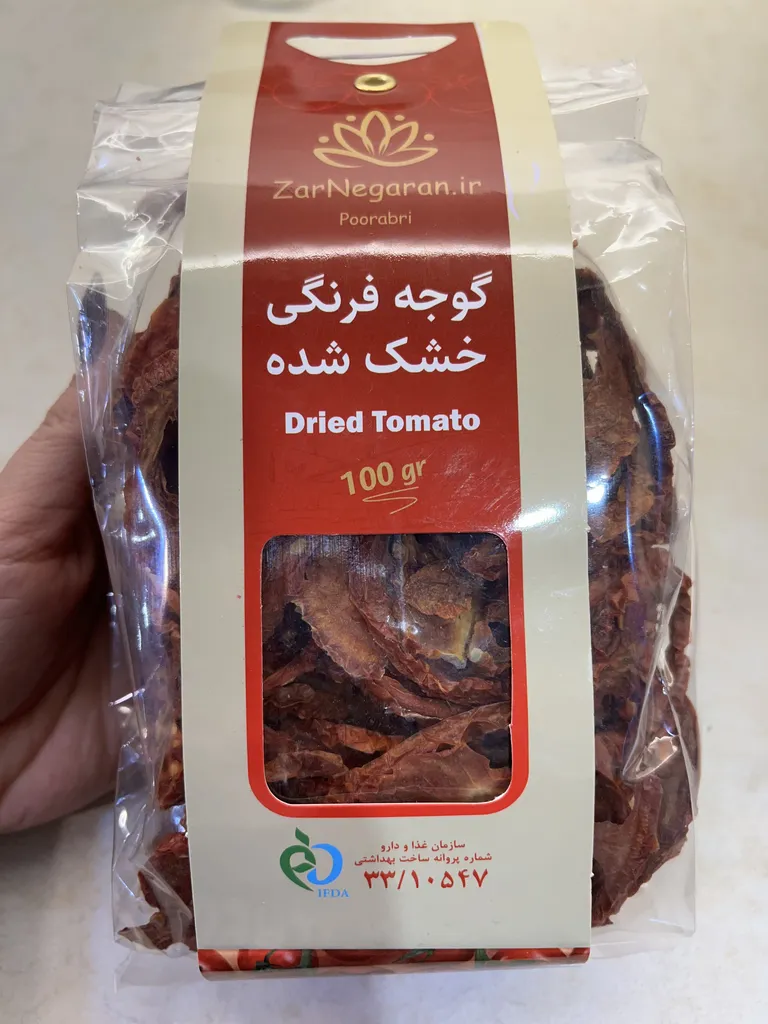 ZarNegaran.ir
Poorabri
گوجه فرنگی
خشک شده
Dried Tomato
100 gr
سازمان غذا و دارو
شماره پروانه ساخت بهداشتی
۳۳/۱۰۵۴۷
IFDA